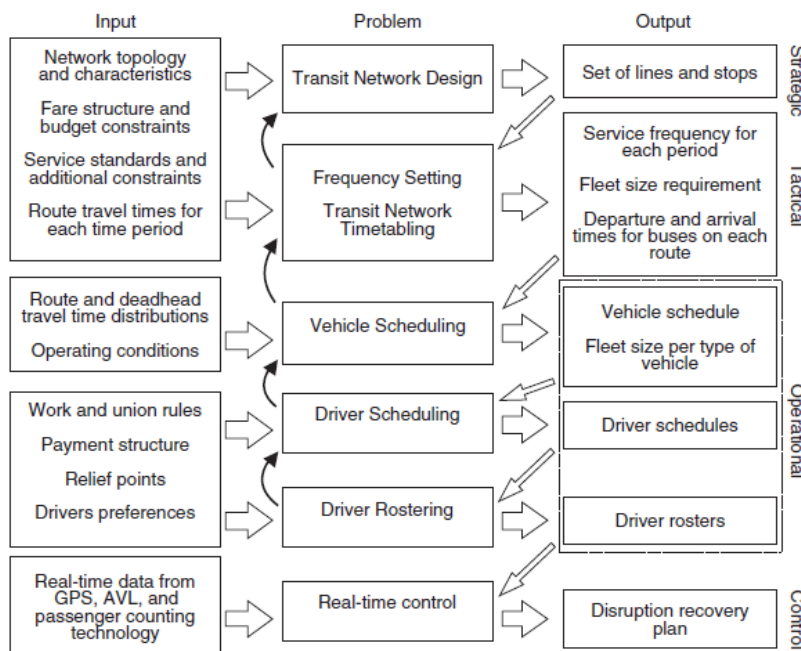 Input
Problem
Output
Network topology
and characteristics
Fare structure and
budget constraints
Service standards and
additional constraints
Route travel times for
each time period
Transit Network Design
Set of lines and stops
Strategic
Frequency Setting
Transit Network
Timetabling
Service frequency for
each period
Fleet size requirement
Departure and arrival
times for buses on each
route
Tactical
Route and deadhead
travel time distributions
Operating conditions
Vehicle Scheduling
Vehicle schedule
Fleet size per type of
vehicle
Work and union rules
Payment structure
Relief points
Drivers preferences
Driver Scheduling
Driver schedules
Operational
Driver Rostering
Driver rosters
Real-time data from
GPS, AVL, and
passenger counting
technology
Real-time control
Disruption recovery
plan
Control